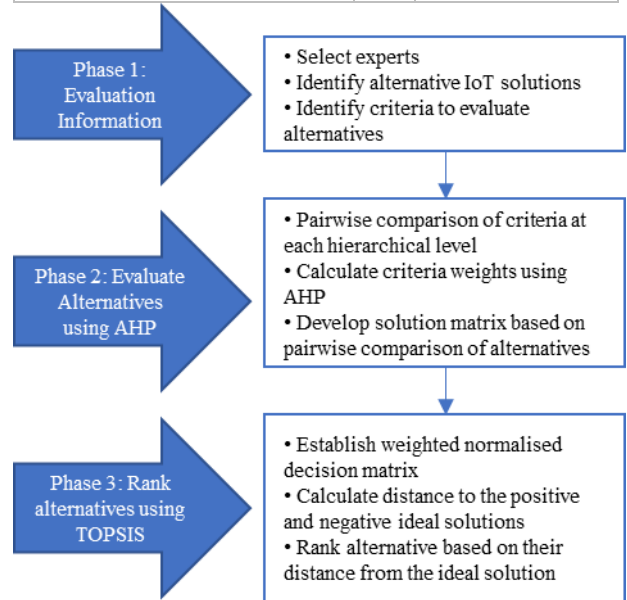 Phase 1:
Evaluation
Information
• Select experts
• Identify alternative IoT solutions
• Identify criteria to evaluate
alternatives
Phase 2: Evaluate
Alternatives
using AHP
• Pairwise comparison of criteria at
each hierarchical level
• Calculate criteria weights using
AHP
• Develop solution matrix based on
pairwise comparison of alternatives
Phase 3: Rank
alternatives using
TOPSIS
• Establish weighted normalised
decision matrix
• Calculate distance to the positive
and negative ideal solutions
• Rank alternative based on their
distance from the ideal solution